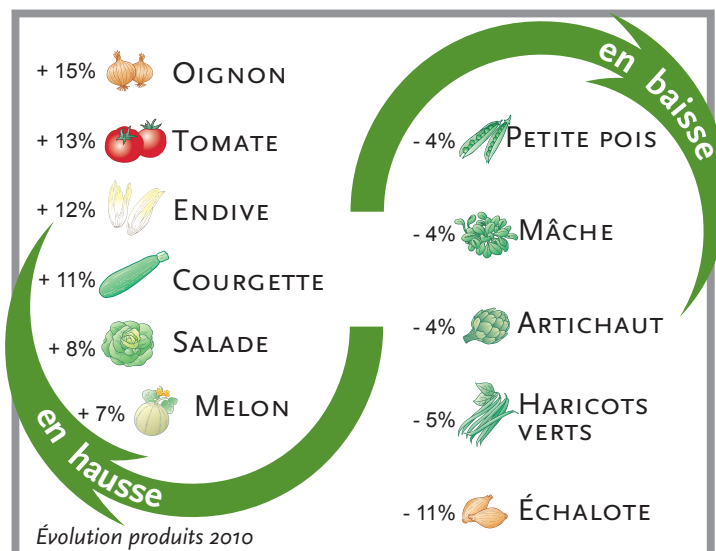 + 15% OIGNON
+ 13% TOMATE
+ 12% ENDIVE
+ 11% COURGETTE
+ 8% SALADE
+ 7% MELON
en hausse
en baisse
- 4% PETITE POIS
- 4% MÂCHE
- 4% ARTICHAUT
- 5% HARICOTS
VERTS
- 11% ÉCHALOTE
Évolution produits 2010